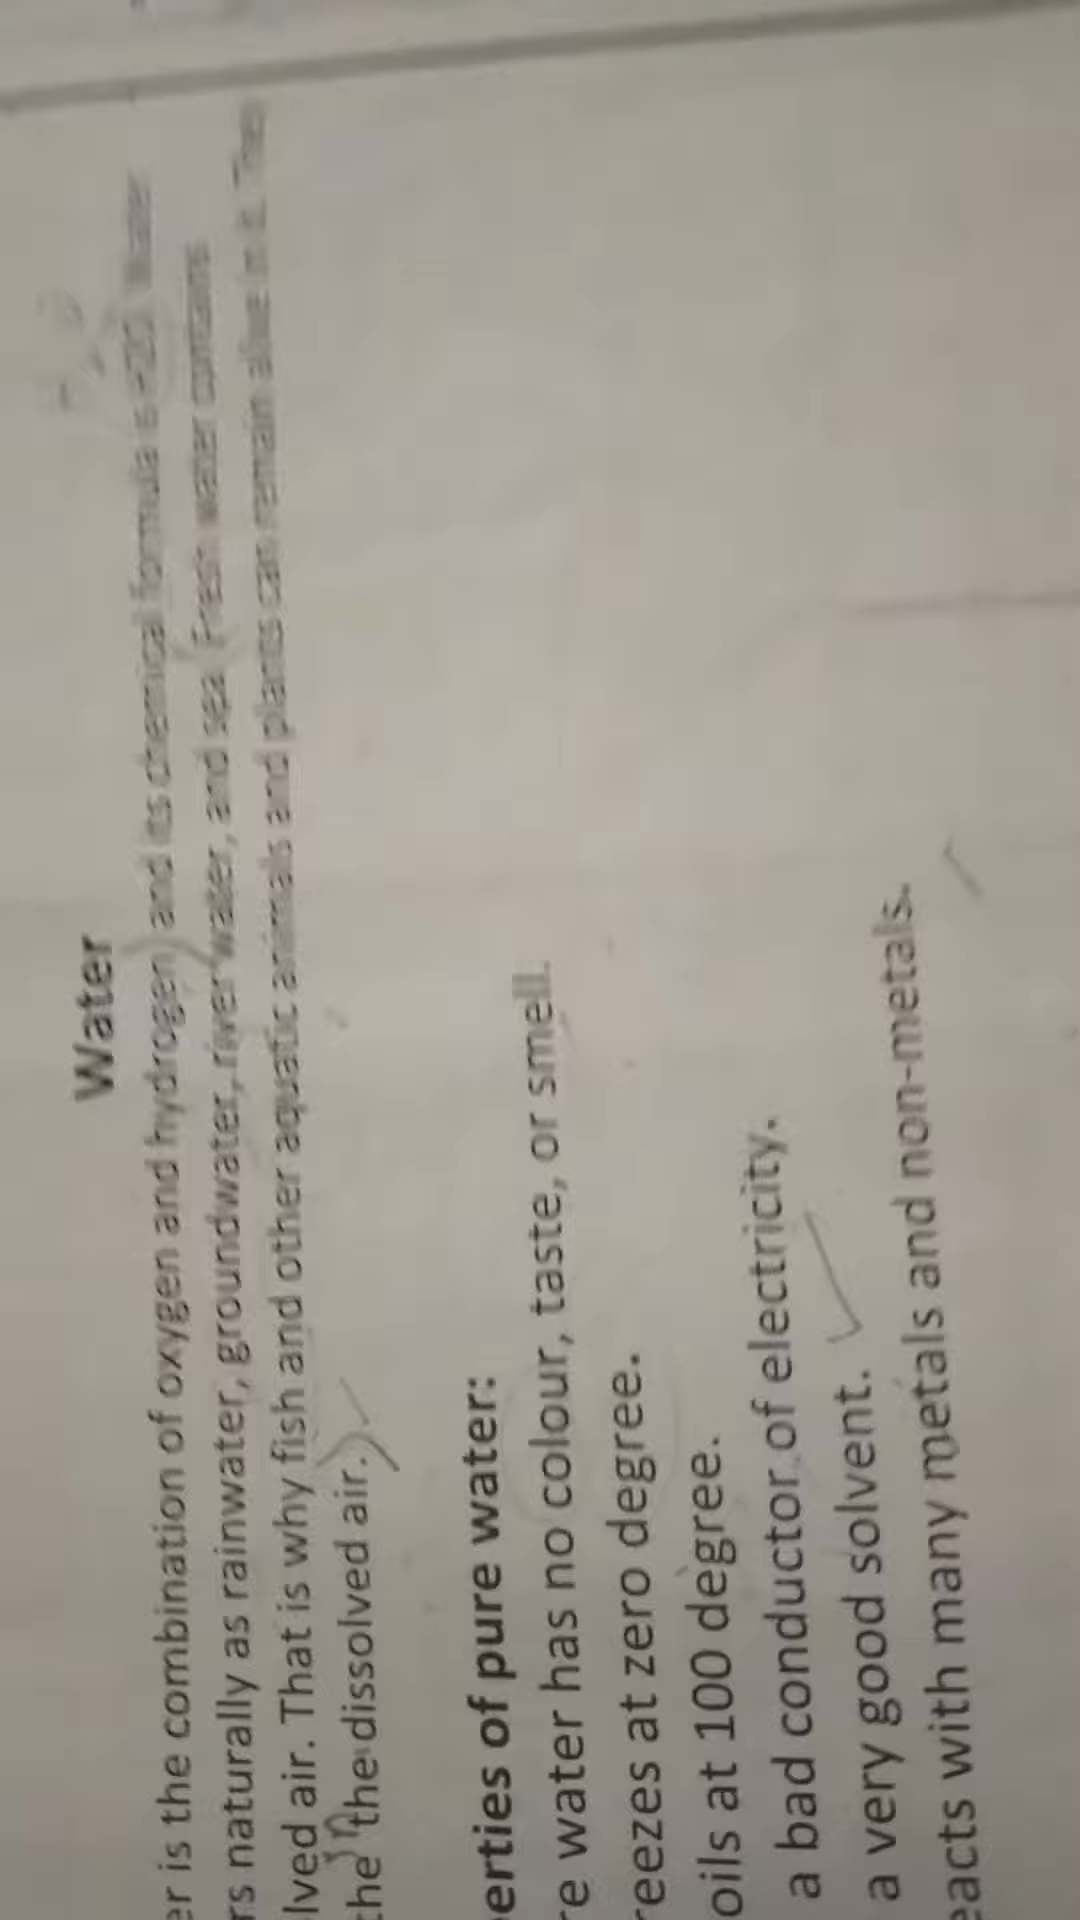 Water
er is the combination of oxygen and hydrogen) and its chemical formula is H2O. Water
rs naturally as rainwater, groundwater, river water, and sea. Fresh water contains
lved air. That is why fish and other aquatic animals and plants can remain alive in it. They
the the dissolved air.)
erties of pure water:
e water has no colour, taste, or smell.
reezes at zero degree.
oils at 100 degree.
a bad conductor of electricity.
a very good solvent.
eacts with many metals and non-metals.